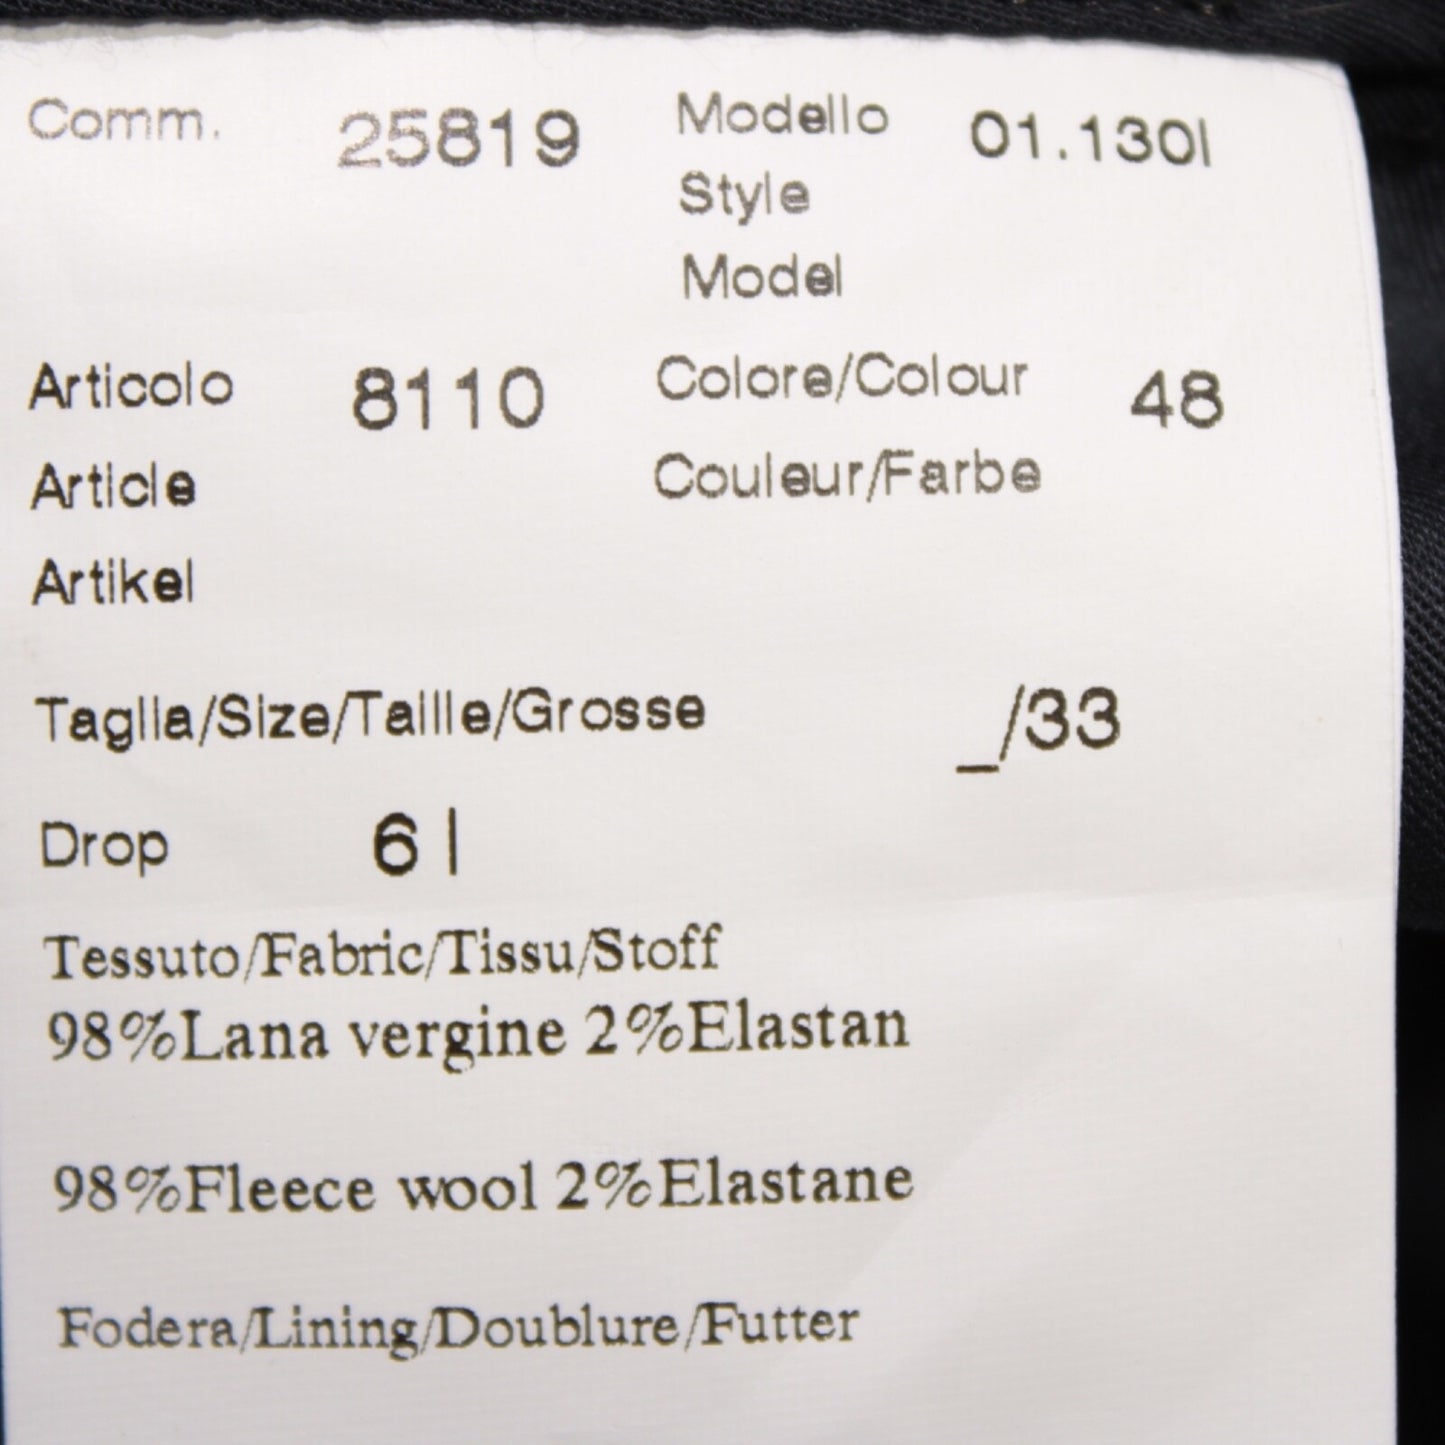 Comm. 25819 Modello 01.130l
Style
Model
Articolo 8110 Colore/Colour 48
Article Couleur/Farbe
Artikel
Taglia/Size/Taille/Grosse _/33
Drop 6 l
Tessuto/Fabric/Tissu/Stoff
98%Lana vergine 2%Elastan
98%Fleece wool 2%Elastane
Fodera/Lining/Doublure/Futter